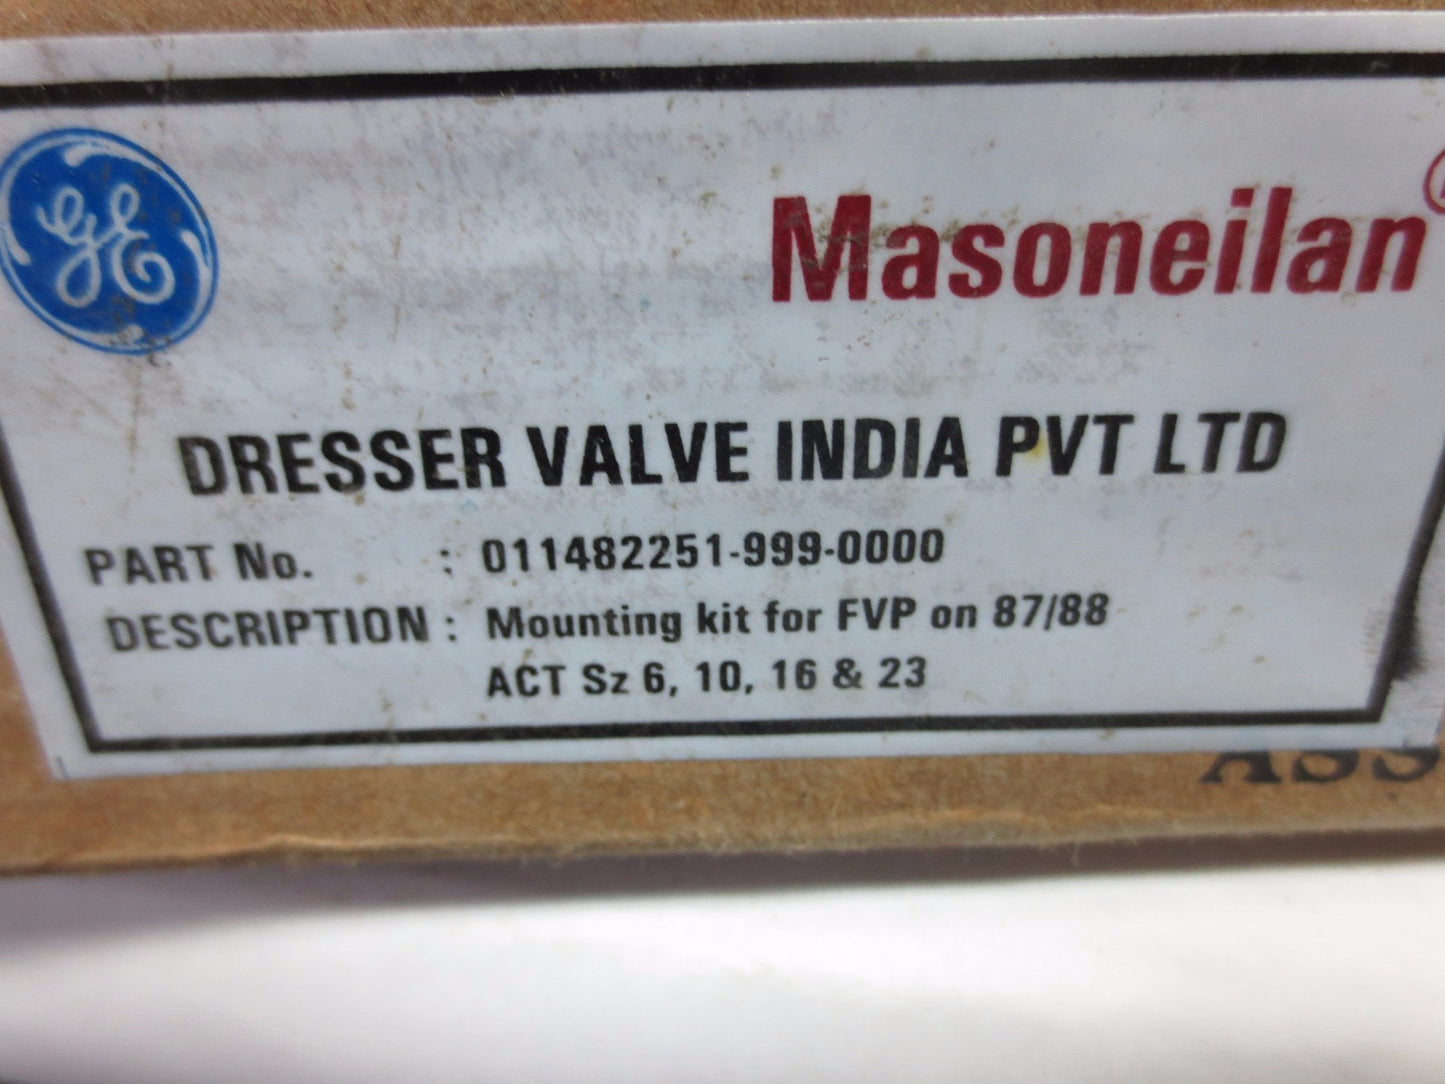 GE
Masoneilan®
DRESSER VALVE INDIA PVT LTD
PART No. : 011482251-999-0000
DESCRIPTION : Mounting kit for FVP on 87/88
ACT Sz 6, 10, 16 & 23